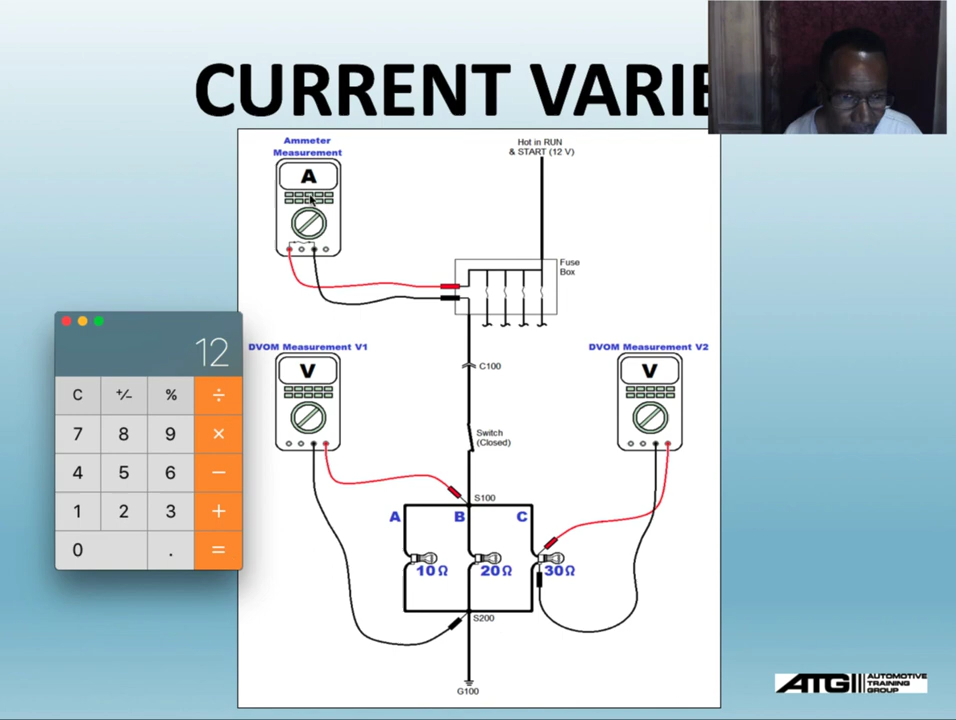 CURRENT VARIE
Ammeter
Measurement
A
Hot in RUN
& START (12 V)
Fuse
Box
DVOM Measurement V1
V
DVOM Measurement V2
V
C100
Switch
(Closed)
S100
A
B
C
10Ω
20Ω
30Ω
S200
G100
12
C
+/-
%
÷
7
8
9
×
4
5
6
−
1
2
3
+
0
.
=
ATG
AUTOMOTIVE
TRAINING
GROUP